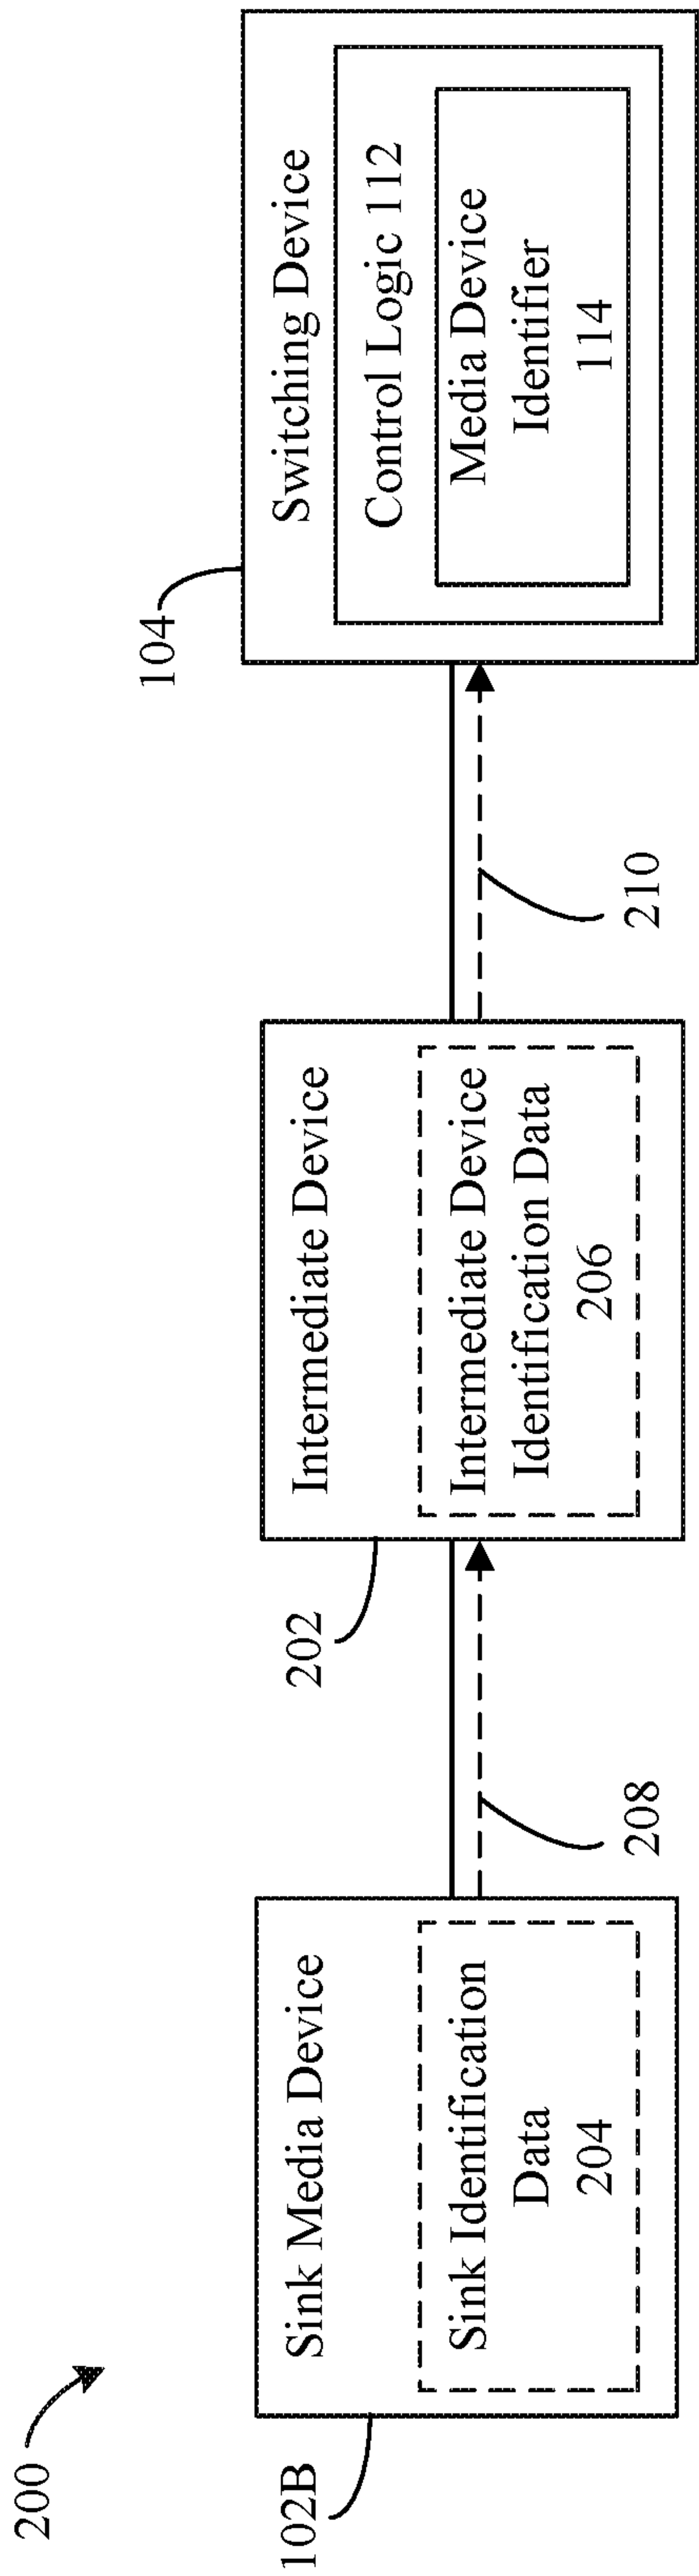 200
102B
Sink Media Device
Sink Identification
Data
204
208
202
Intermediate Device
Intermediate Device
Identification Data
206
210
104
Switching Device
Control Logic 112
Media Device
Identifier
114